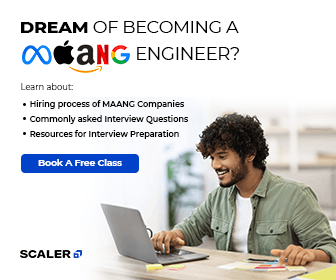 DREAM OF BECOMING A
MAANG ENGINEER?
Learn about:
• Hiring process of MAANG Companies
• Commonly asked Interview Questions
• Resources for Interview Preparation
Book A Free Class
SCALER